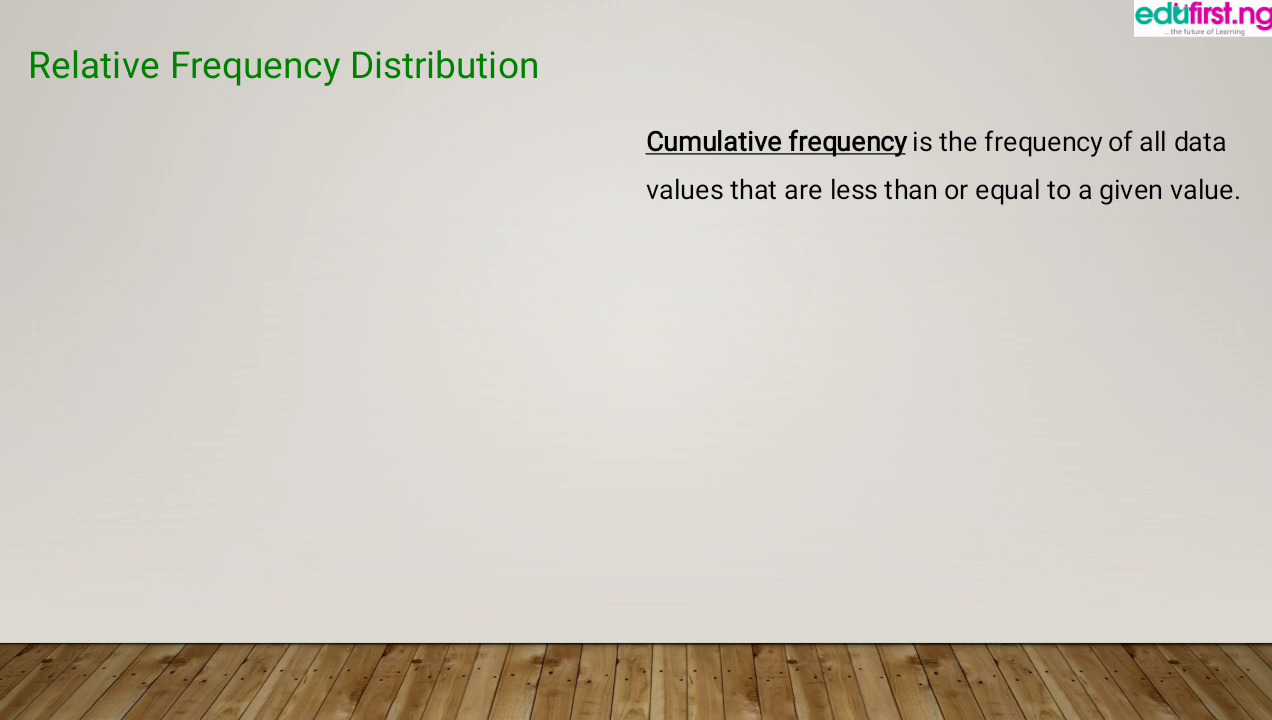 edufirst.ng
...the future of Learning
Relative Frequency Distribution
Cumulative frequency is the frequency of all data
values that are less than or equal to a given value.